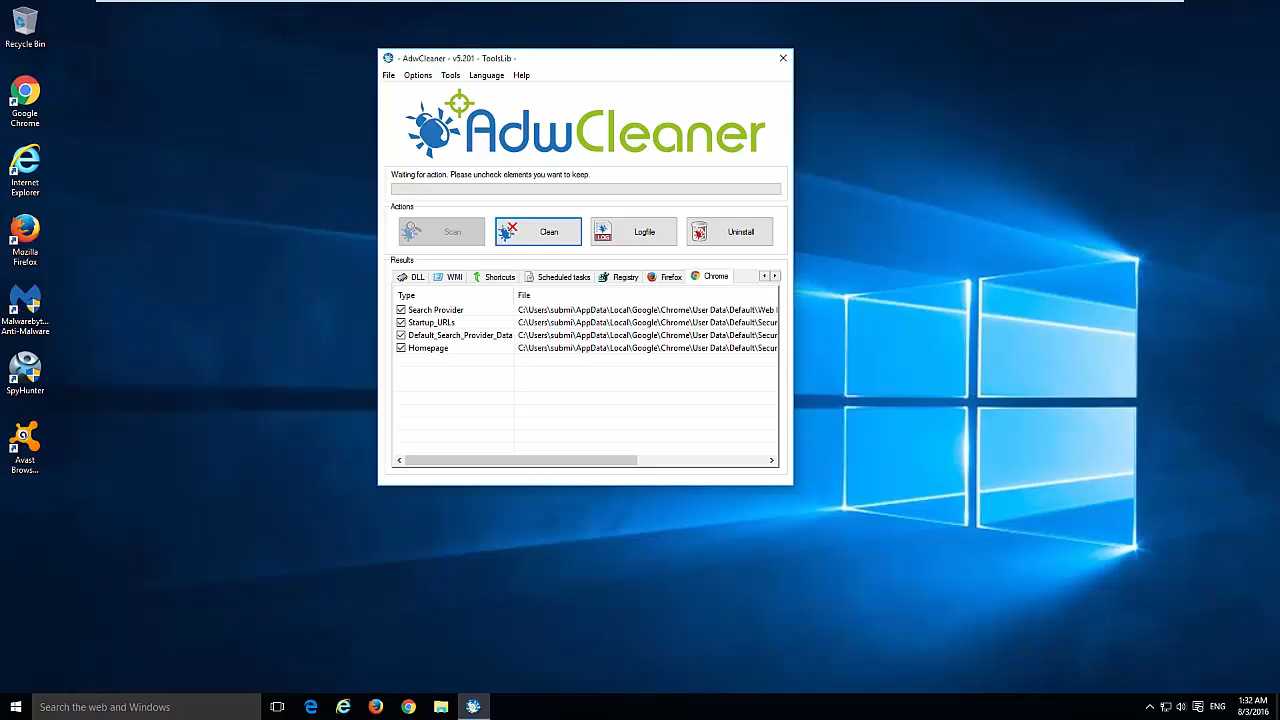 Recycle Bin
Google
Chrome
Internet
Explorer
Mozilla
Firefox
Malwarebyt...
Anti-Malware
SpyHunter
Avast
Brows...
- AdwCleaner - v5.201 - ToolsLib -
File Options Tools Language Help
AdwCleaner
Waiting for action. Please uncheck elements you want to keep.
Actions
Scan Clean LOG Logfile Uninstall
Results
DLL WMI Shortcuts Scheduled tasks Registry Firefox Chrome
Type File
Search Provider C:\Users\submi\AppData\Local\Google\Chrome\User Data\Default\Web
Startup_URLs C:\Users\submi\AppData\Local\Google\Chrome\User Data\Default\Secur
Default_Search_Provider_Data C:\Users\submi\AppData\Local\Google\Chrome\User Data\Default\Secur
Homepage C:\Users\submi\AppData\Local\Google\Chrome\User Data\Default\Secur
Search the web and Windows
ENG
1:32 AM
8/3/2016